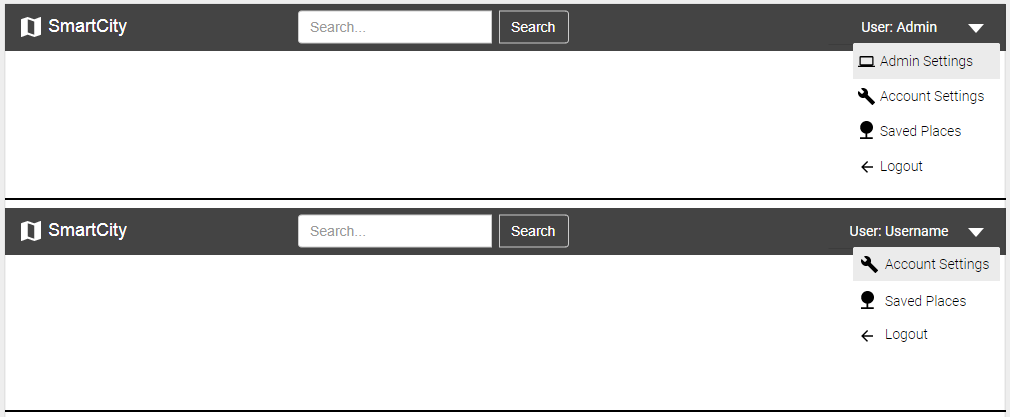 SmartCity Search... Search User: Admin
Admin Settings
Account Settings
Saved Places
Logout
SmartCity Search... Search User: Username
Account Settings
Saved Places
Logout